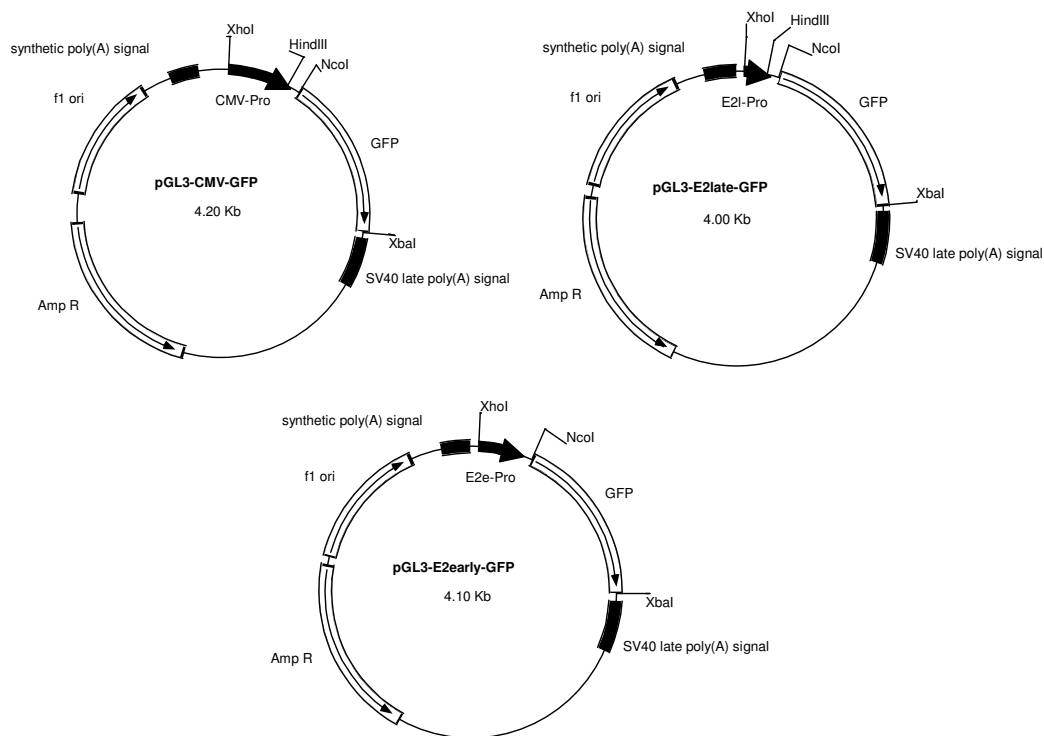 XhoI
synthetic poly(A) signal
HindIII
NcoI
f1 ori
CMV-Pro
GFP
pGL3-CMV-GFP
4.20 Kb
XbaI
SV40 late poly(A) signal
Amp R
XhoI
HindIII
synthetic poly(A) signal
NcoI
f1 ori
E2l-Pro
GFP
pGL3-E2late-GFP
4.00 Kb
XbaI
SV40 late poly(A) signal
Amp R
XhoI
synthetic poly(A) signal
NcoI
f1 ori
E2e-Pro
GFP
pGL3-E2early-GFP
4.10 Kb
XbaI
SV40 late poly(A) signal
Amp R